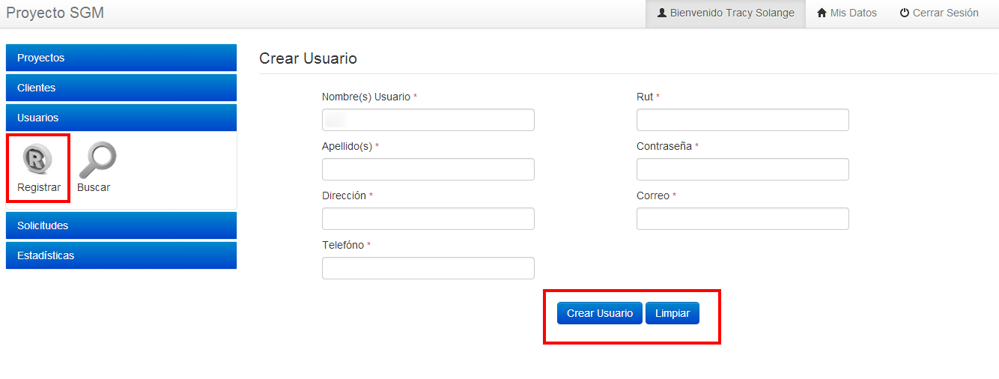 Proyecto SGM
Bienvenido Tracy Solange
Mis Datos
Cerrar Sesión
Proyectos
Clientes
Usuarios
Registrar
Buscar
Solicitudes
Estadísticas
Crear Usuario
Nombre(s) Usuario *
Rut *
Apellido(s) *
Contraseña *
Dirección *
Correo *
Telefóno *
Crear Usuario
Limpiar